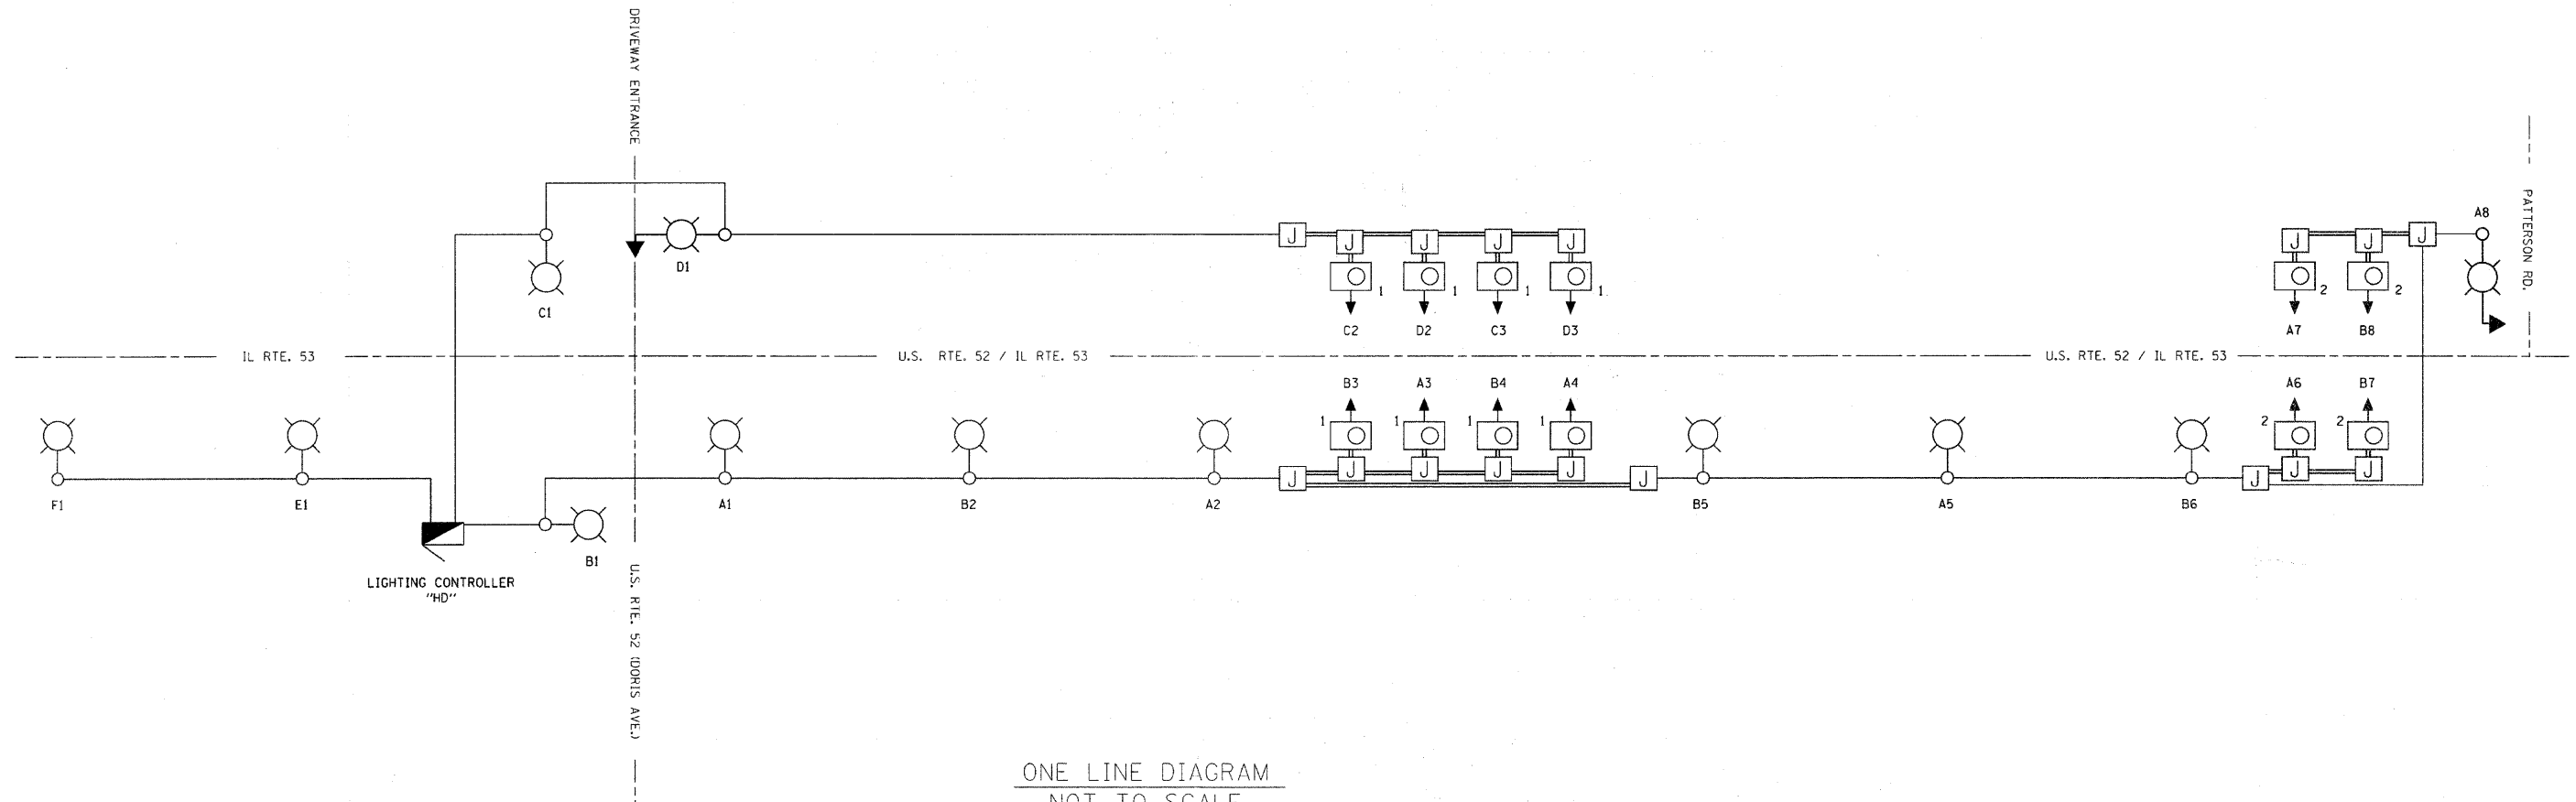 DRIVEWAY ENTRANCE
A8
PATTERSON RD.
J
J J J J
J J J
D1
1 1 1 1
2 2
C1
C2 D2 C3 D3
A7 B8
IL RTE. 53
U.S. RTE. 52 / IL RTE. 53
U.S. RTE. 52 / IL RTE. 53
B3 A3 B4 A4
A6 B7
1 1 1 1
2 2
J J J J
J J
J J J
F1 E1
A1 B2 A2
B5 A5 B6
B1
LIGHTING CONTROLLER
"HD"
U.S. RTE. 52 (DORIS AVE.)
ONE LINE DIAGRAM
NOT TO SCALE